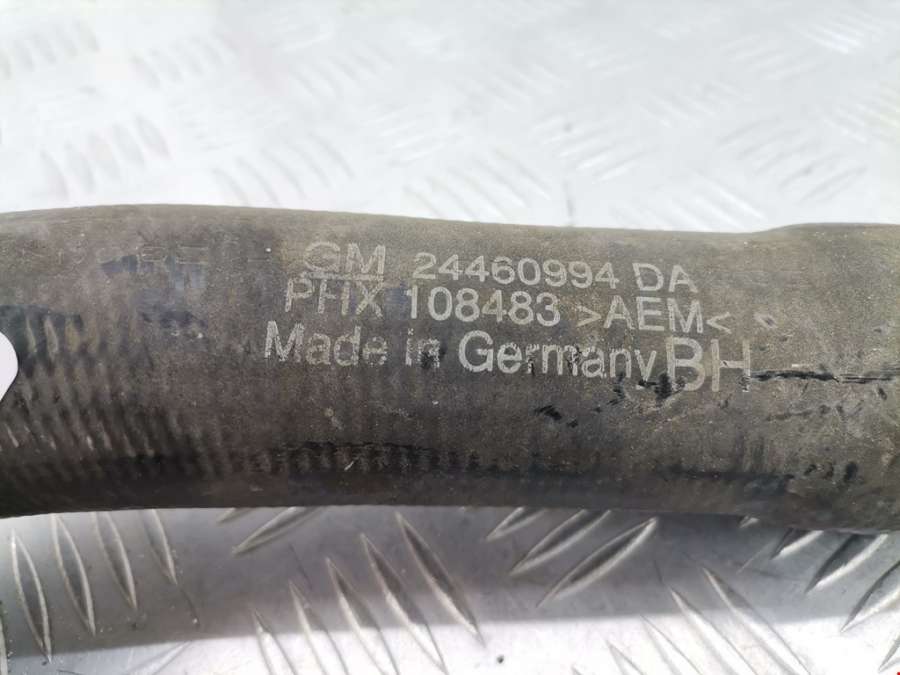 GM 24460994 DA
PHX 108483 >AEM<
Made in Germany BH